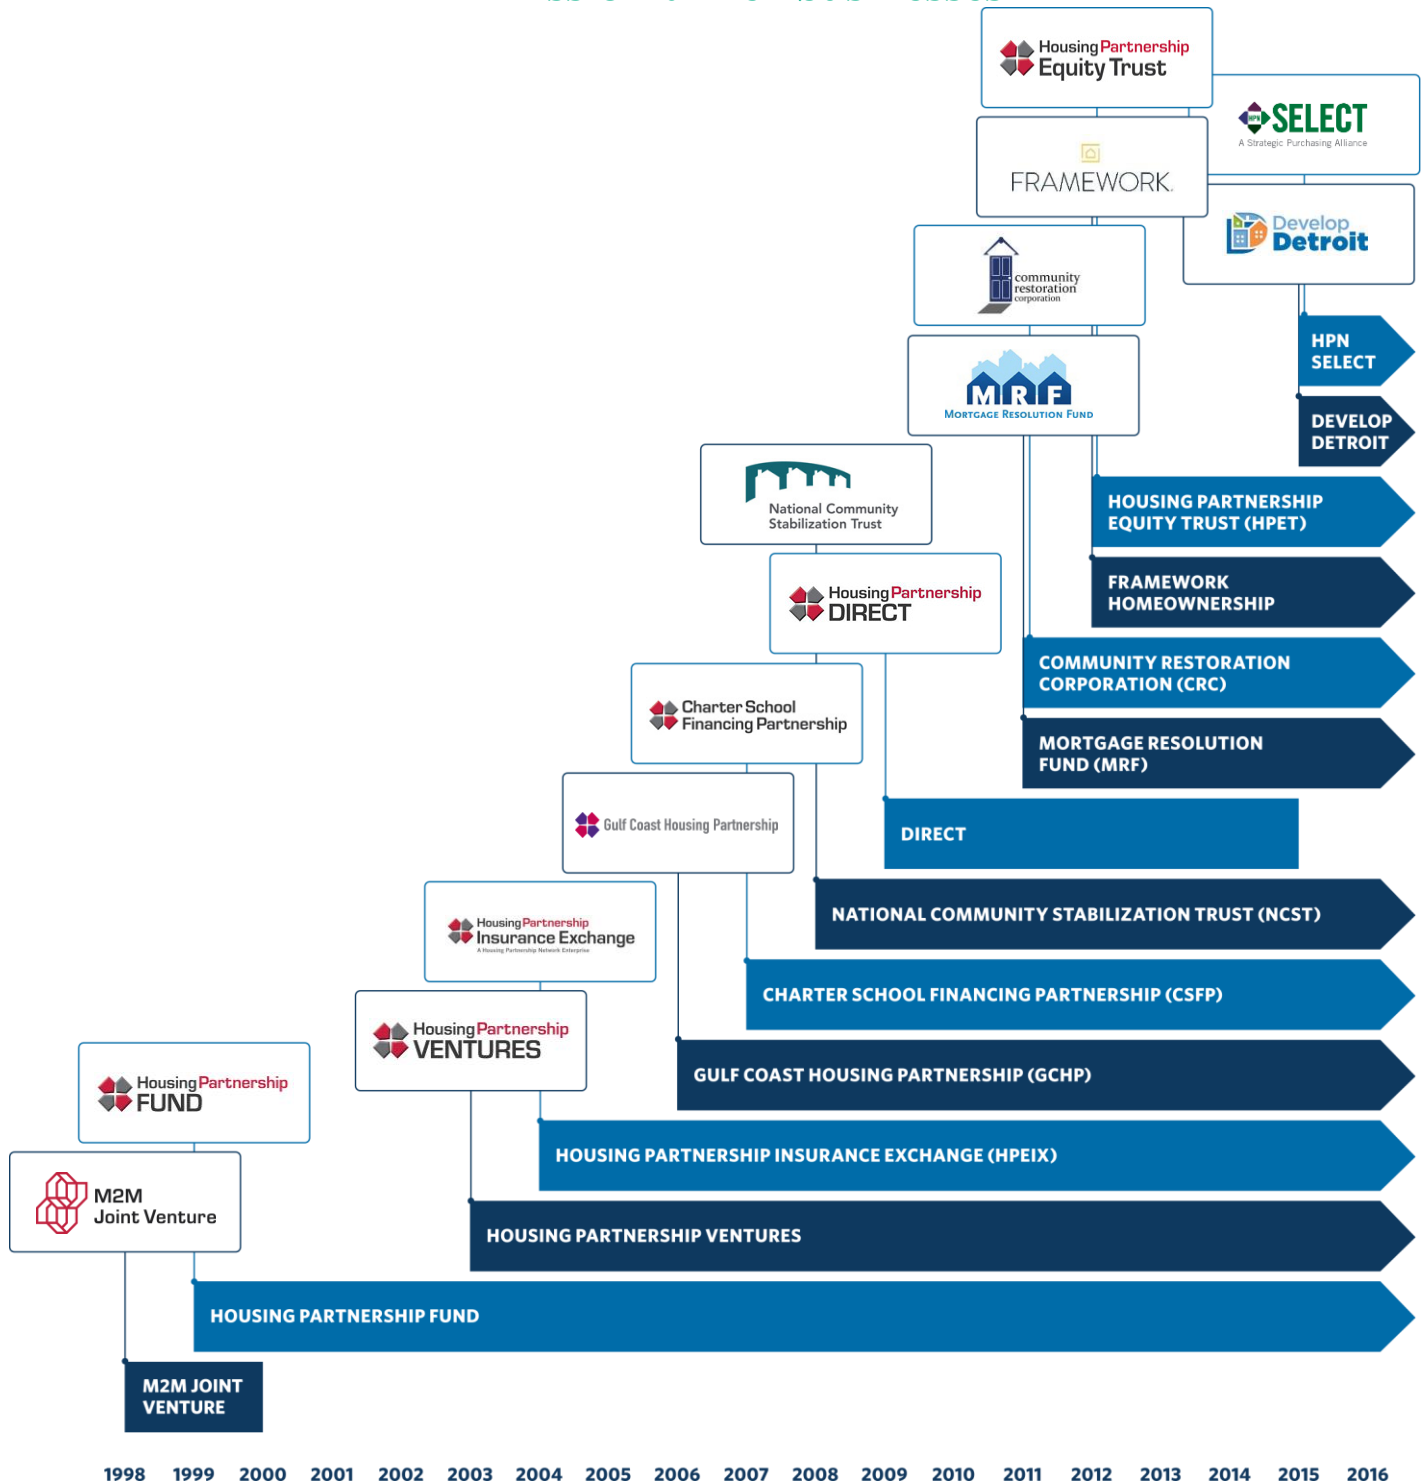 Housing Partnership
Equity Trust
HPN
SELECT
A Strategic Purchasing Alliance
FRAMEWORK.
Develop
Detroit
community
restoration
corporation
HPN
SELECT
MRF
MORTGAGE RESOLUTION FUND
DEVELOP
DETROIT
National Community
Stabilization Trust
HOUSING PARTNERSHIP
EQUITY TRUST (HPET)
Housing Partnership
DIRECT
FRAMEWORK
HOMEOWNERSHIP
COMMUNITY RESTORATION
CORPORATION (CRC)
Charter School
Financing Partnership
MORTGAGE RESOLUTION
FUND (MRF)
Gulf Coast Housing Partnership
DIRECT
NATIONAL COMMUNITY STABILIZATION TRUST (NCST)
Housing Partnership
Insurance Exchange
A Housing Partnership Network Enterprise
CHARTER SCHOOL FINANCING PARTNERSHIP (CSFP)
Housing Partnership
VENTURES
GULF COAST HOUSING PARTNERSHIP (GCHP)
Housing Partnership
FUND
HOUSING PARTNERSHIP INSURANCE EXCHANGE (HPEIX)
M2M
Joint Venture
HOUSING PARTNERSHIP VENTURES
HOUSING PARTNERSHIP FUND
M2M JOINT
VENTURE
1998 1999 2000 2001 2002 2003 2004 2005 2006 2007 2008 2009 2010 2011 2012 2013 2014 2015 2016